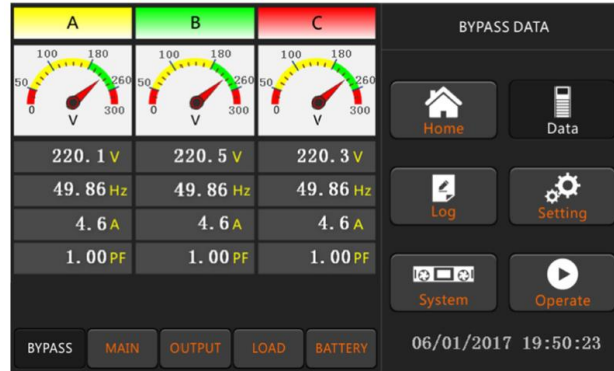 A B C
BYPASS DATA
100 180 100 180 100 180
50 260 50 260 50 260
0 300 0 300 0 300
V V V
220.1 V 220.5 V 220.3 V
49.86 Hz 49.86 Hz 49.86 Hz
4.6 A 4.6 A 4.6 A
1.00 PF 1.00 PF 1.00 PF
BYPASS MAIN OUTPUT LOAD BATTERY
Home Data
Log Setting
System Operate
06/01/2017 19:50:23